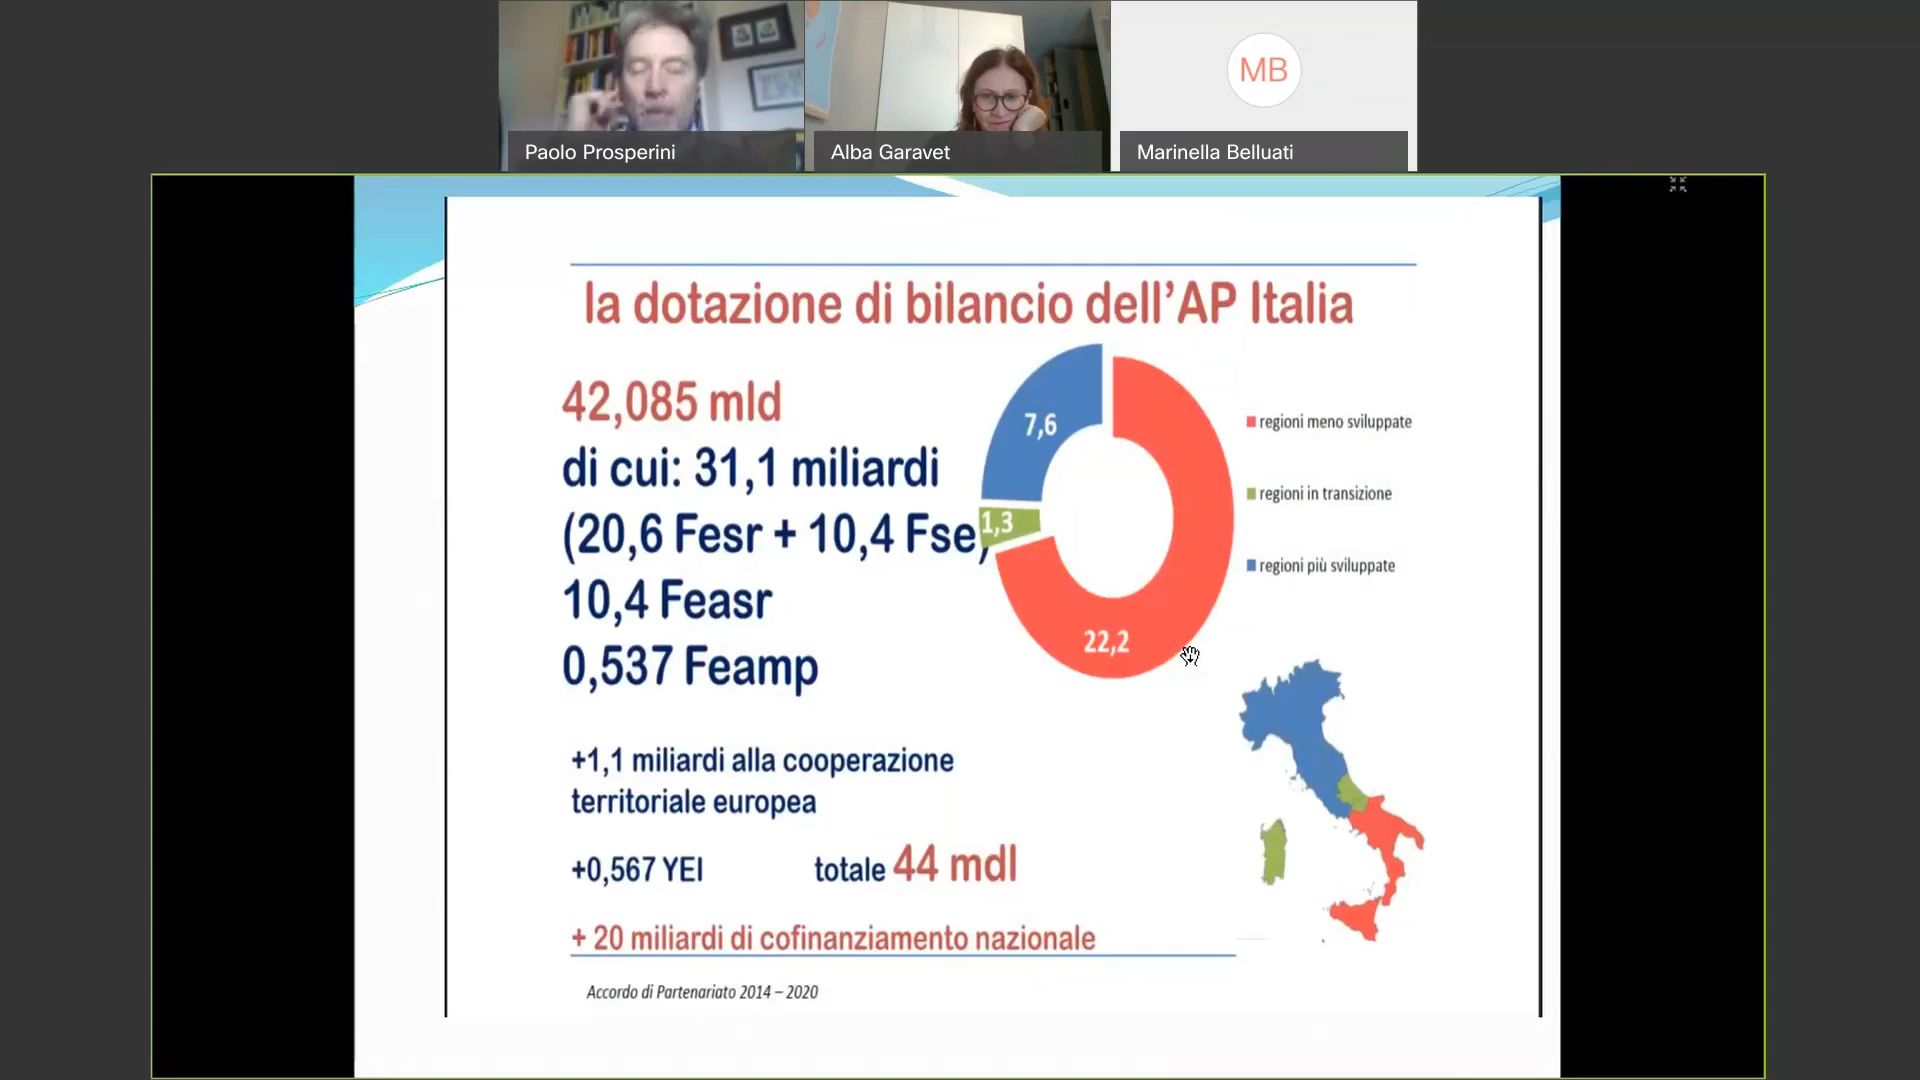 MB
Paolo Prosperini
Alba Garavet
Marinella Belluati
la dotazione di bilancio dell'AP Italia
42,085 mld
di cui: 31,1 miliardi
(20,6 Fesr + 10,4 Fse)
10,4 Feasr
0,537 Feamp
7,6
1,3
22,2
regioni meno sviluppate
regioni in transizione
regioni più sviluppate
+1,1 miliardi alla cooperazione
territoriale europea
+0,567 YEI totale 44 mdl
+ 20 miliardi di cofinanziamento nazionale
Accordo di Partenariato 2014 – 2020